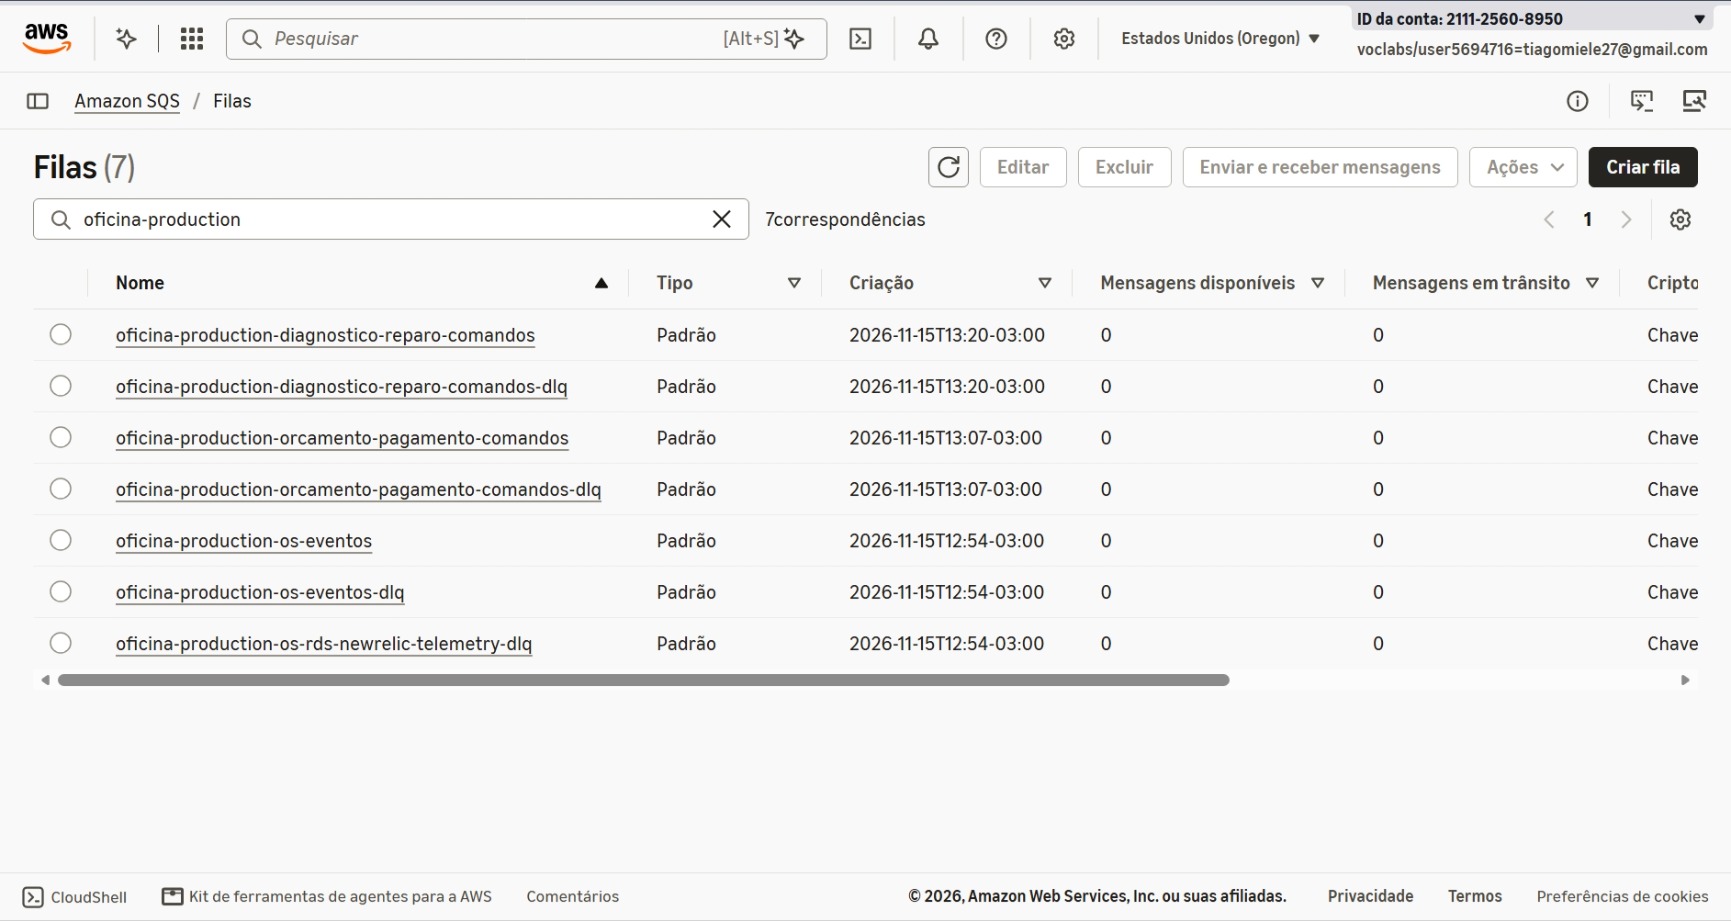 aws
Pesquisar [Alt+S] Estados Unidos (Oregon) ID da conta: 2111-2560-8950
voclabs/user5694716=tiagomiele27@gmail.com
Amazon SQS / Filas
Filas (7) Editar Excluir Enviar e receber mensagens Ações Criar fila
oficina-production 7correspondências 1
Nome Tipo Criação Mensagens disponíveis Mensagens em trânsito Cripto
oficina-production-diagnostico-reparo-comandos Padrão 2026-11-15T13:20-03:00 0 0 Chave
oficina-production-diagnostico-reparo-comandos-dlq Padrão 2026-11-15T13:20-03:00 0 0 Chave
oficina-production-orcamento-pagamento-comandos Padrão 2026-11-15T13:07-03:00 0 0 Chave
oficina-production-orcamento-pagamento-comandos-dlq Padrão 2026-11-15T13:07-03:00 0 0 Chave
oficina-production-os-eventos Padrão 2026-11-15T12:54-03:00 0 0 Chave
oficina-production-os-eventos-dlq Padrão 2026-11-15T12:54-03:00 0 0 Chave
oficina-production-os-rds-newrelic-telemetry-dlq Padrão 2026-11-15T12:54-03:00 0 0 Chave
CloudShell Kit de ferramentas de agentes para a AWS Comentários © 2026, Amazon Web Services, Inc. ou suas afiliadas. Privacidade Termos Preferências de cookies